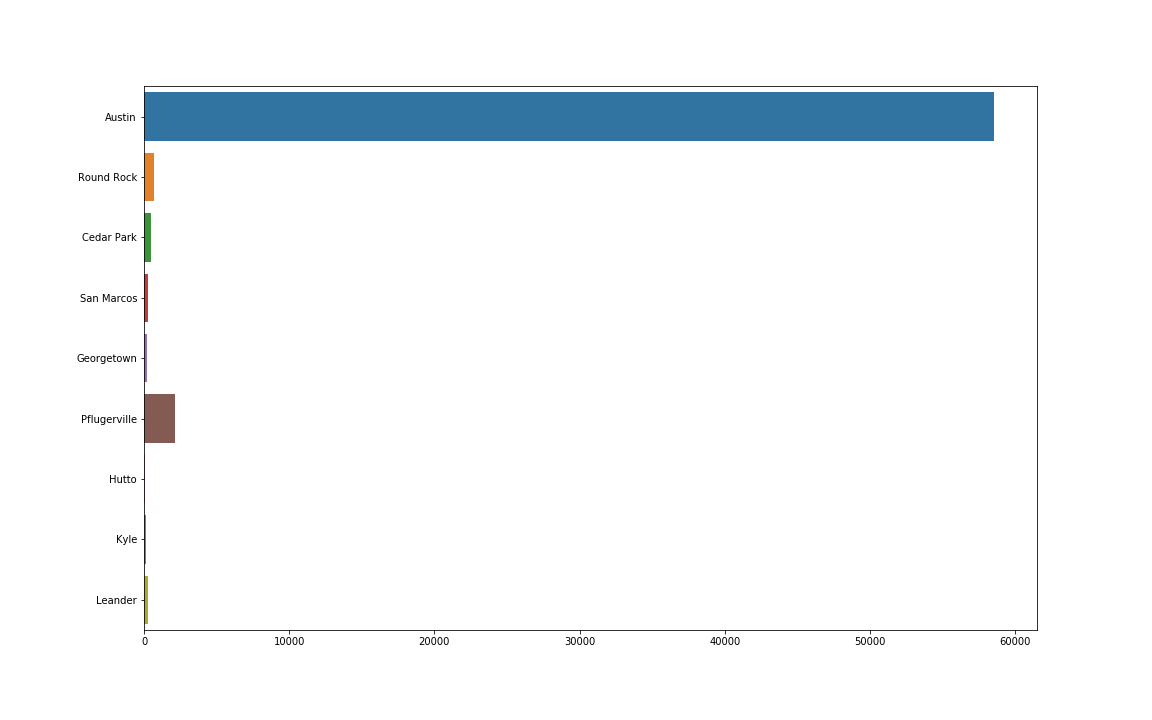 Austin
Round Rock
Cedar Park
San Marcos
Georgetown
Pflugerville
Hutto
Kyle
Leander
0 10000 20000 30000 40000 50000 60000